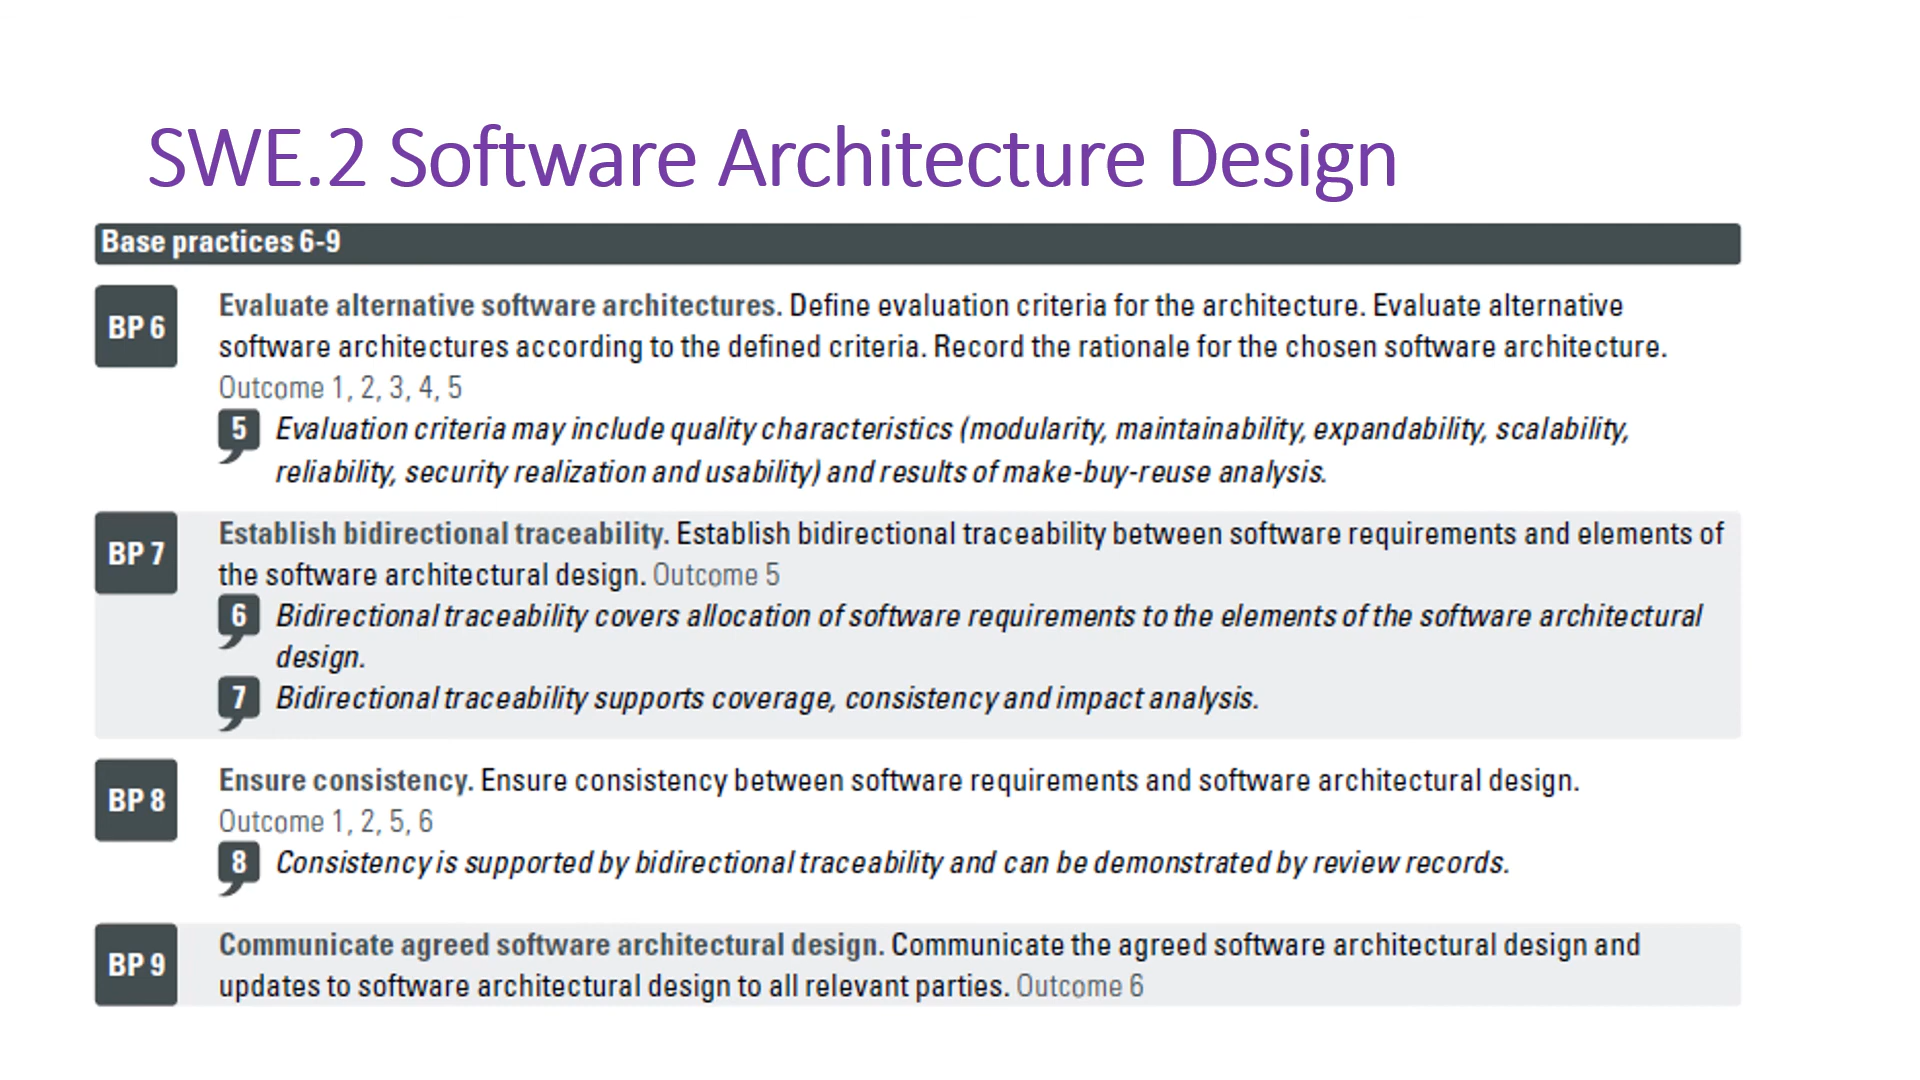 SWE.2 Software Architecture Design
Base practices 6-9
BP 6
Evaluate alternative software architectures. Define evaluation criteria for the architecture. Evaluate alternative
software architectures according to the defined criteria. Record the rationale for the chosen software architecture.
Outcome 1, 2, 3, 4, 5
5 Evaluation criteria may include quality characteristics (modularity, maintainability, expandability, scalability,
reliability, security realization and usability) and results of make-buy-reuse analysis.
BP 7
Establish bidirectional traceability. Establish bidirectional traceability between software requirements and elements of
the software architectural design. Outcome 5
6 Bidirectional traceability covers allocation of software requirements to the elements of the software architectural
design.
7 Bidirectional traceability supports coverage, consistency and impact analysis.
BP 8
Ensure consistency. Ensure consistency between software requirements and software architectural design.
Outcome 1, 2, 5, 6
8 Consistency is supported by bidirectional traceability and can be demonstrated by review records.
BP 9
Communicate agreed software architectural design. Communicate the agreed software architectural design and
updates to software architectural design to all relevant parties. Outcome 6